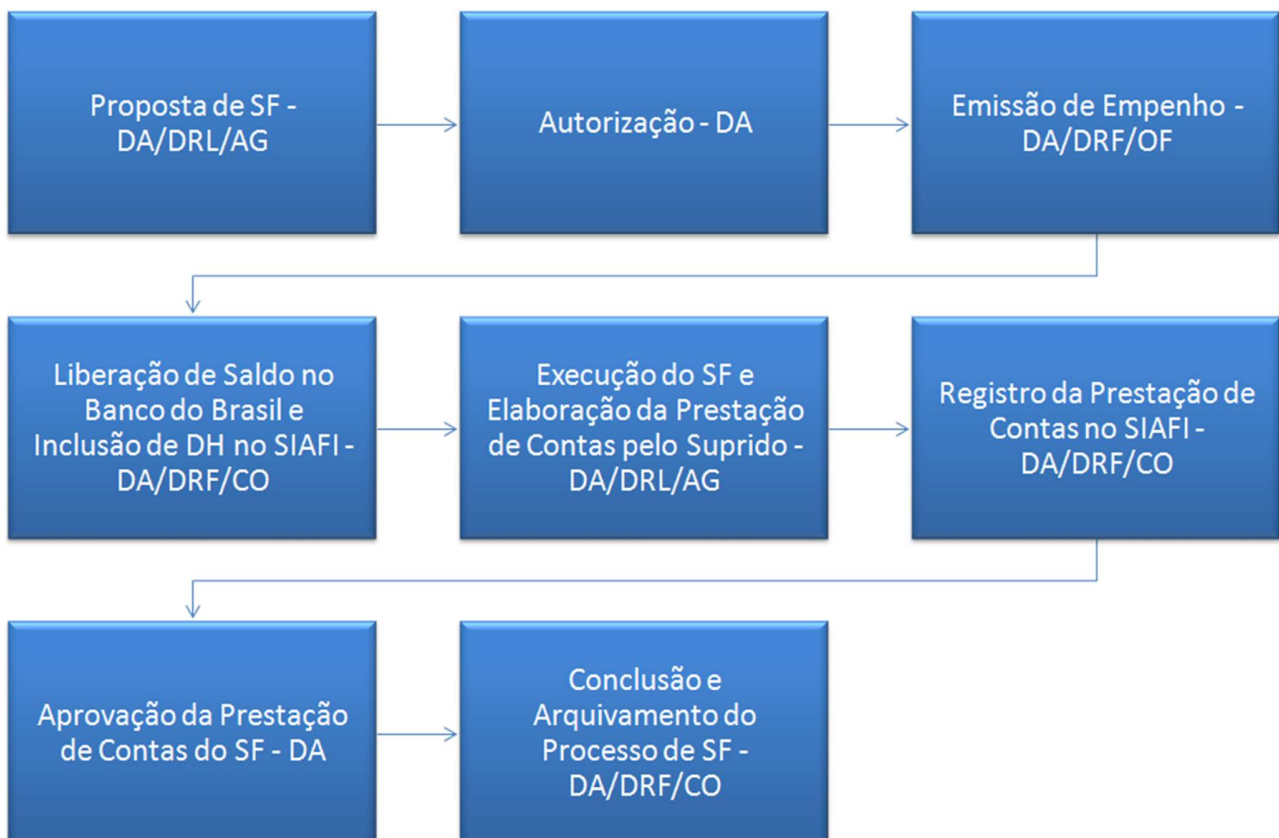 Proposta de SF -
DA/DRL/AG
Autorização - DA
Emissão de Empenho -
DA/DRF/OF
Liberação de Saldo no
Banco do Brasil e
Inclusão de DH no SIAFI -
DA/DRF/CO
Execução do SF e
Elaboração da Prestação
de Contas pelo Suprido -
DA/DRL/AG
Registro da Prestação de
Contas no SIAFI -
DA/DRF/CO
Aprovação da Prestação
de Contas do SF - DA
Conclusão e
Arquivamento do
Processo de SF -
DA/DRF/CO